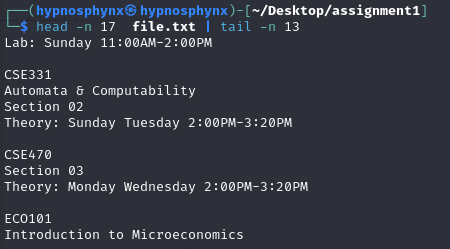 ┌──(hypnosphynx㉿hypnosphynx)-[~/Desktop/assignment1]
└─$ head -n 17  file.txt | tail -n 13
Lab: Sunday 11:00AM-2:00PM

CSE331
Automata & Computability
Section 02
Theory: Sunday Tuesday 2:00PM-3:20PM

CSE470
Section 03
Theory: Monday Wednesday 2:00PM-3:20PM

ECO101
Introduction to Microeconomics